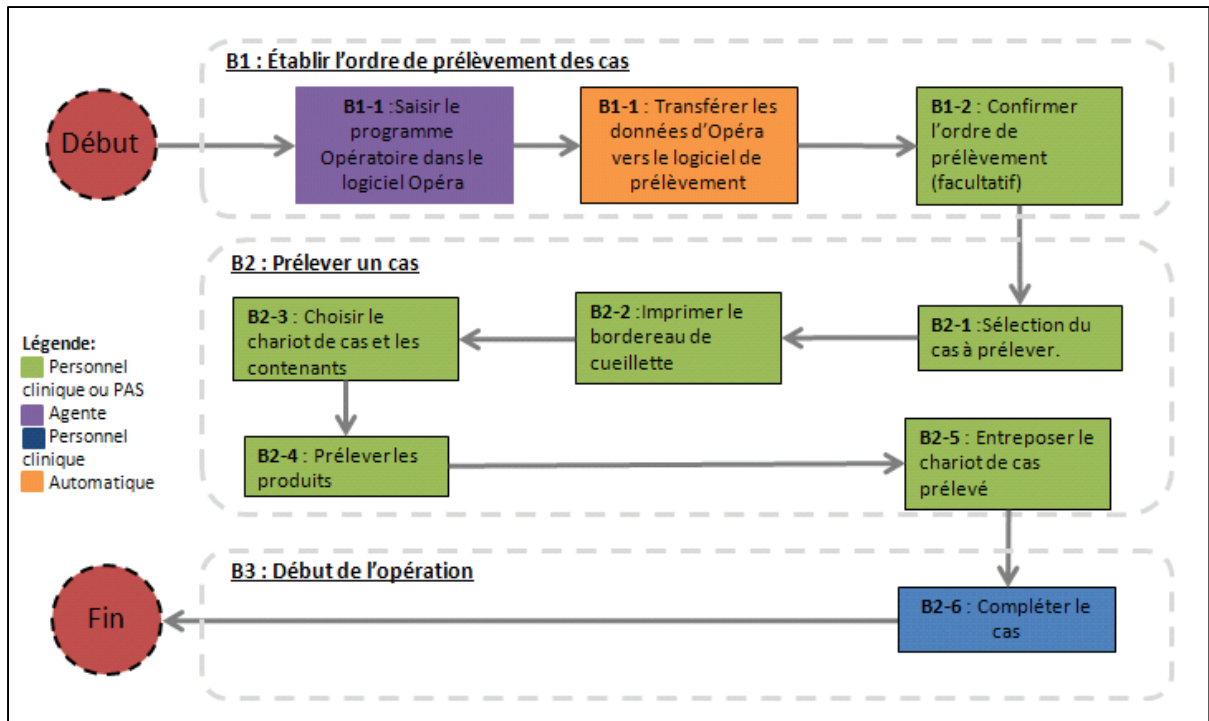 B1 : Établir l'ordre de prélèvement des cas
Début
B1-1 :Saisir le
programme
Opératoire dans le
logiciel Opéra
B1-1 : Transférer les
données d'Opéra
vers le logiciel de
prélèvement
B1-2 : Confirmer
l'ordre de
prélèvement
(facultatif)
B2 : Prélever un cas
B2-3 : Choisir le
chariot de cas et les
contenants
B2-2 :Imprimer le
bordereau de
cueillette
B2-1 :Sélection du
cas à prélever.
Légende:
Personnel
clinique ou PAS
Agente
Personnel
clinique
Automatique
B2-4 : Prélever les
produits
B2-5 : Entreposer le
chariot de cas
prélevé
B3 : Début de l'opération
Fin
B2-6 : Compléter le
cas